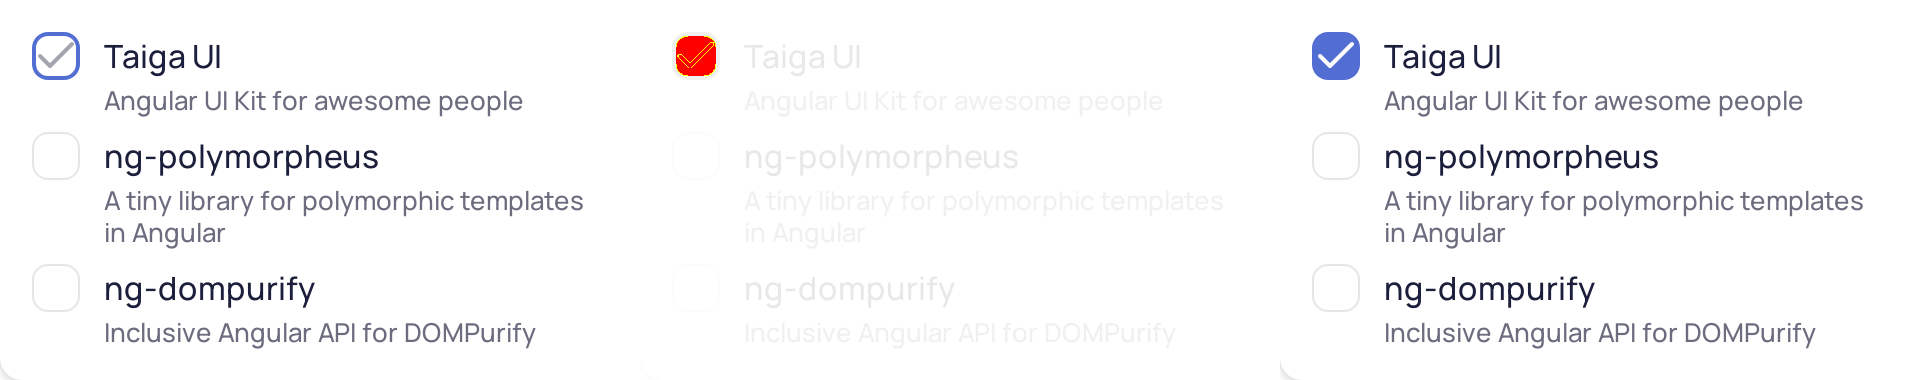 Taiga UI
Angular UI Kit for awesome people
ng-polymorpheus
A tiny library for polymorphic templates
in Angular
ng-dompurify
Inclusive Angular API for DOMPurify
Taiga UI
Angular UI Kit for awesome people
ng-polymorpheus
A tiny library for polymorphic templates
in Angular
ng-dompurify
Inclusive Angular API for DOMPurify
Taiga UI
Angular UI Kit for awesome people
ng-polymorpheus
A tiny library for polymorphic templates
in Angular
ng-dompurify
Inclusive Angular API for DOMPurify